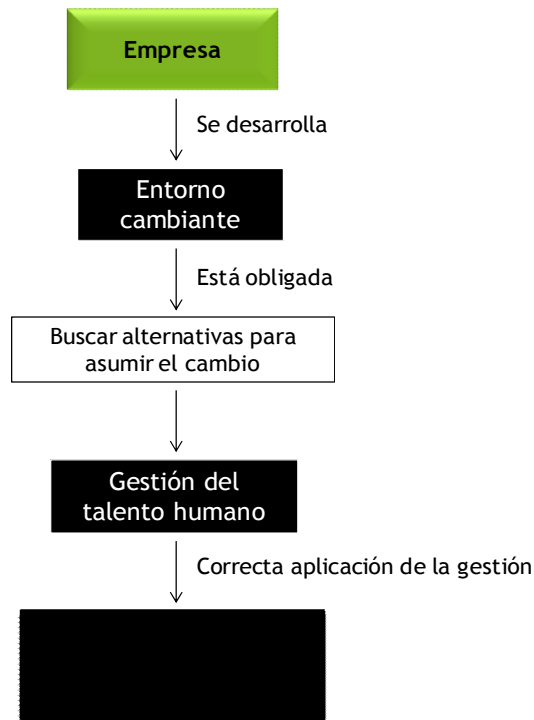 Empresa
Se desarrolla
Entorno
cambiante
Está obligada
Buscar alternativas para
asumir el cambio
Gestión del
talento humano
Correcta aplicación de la gestión